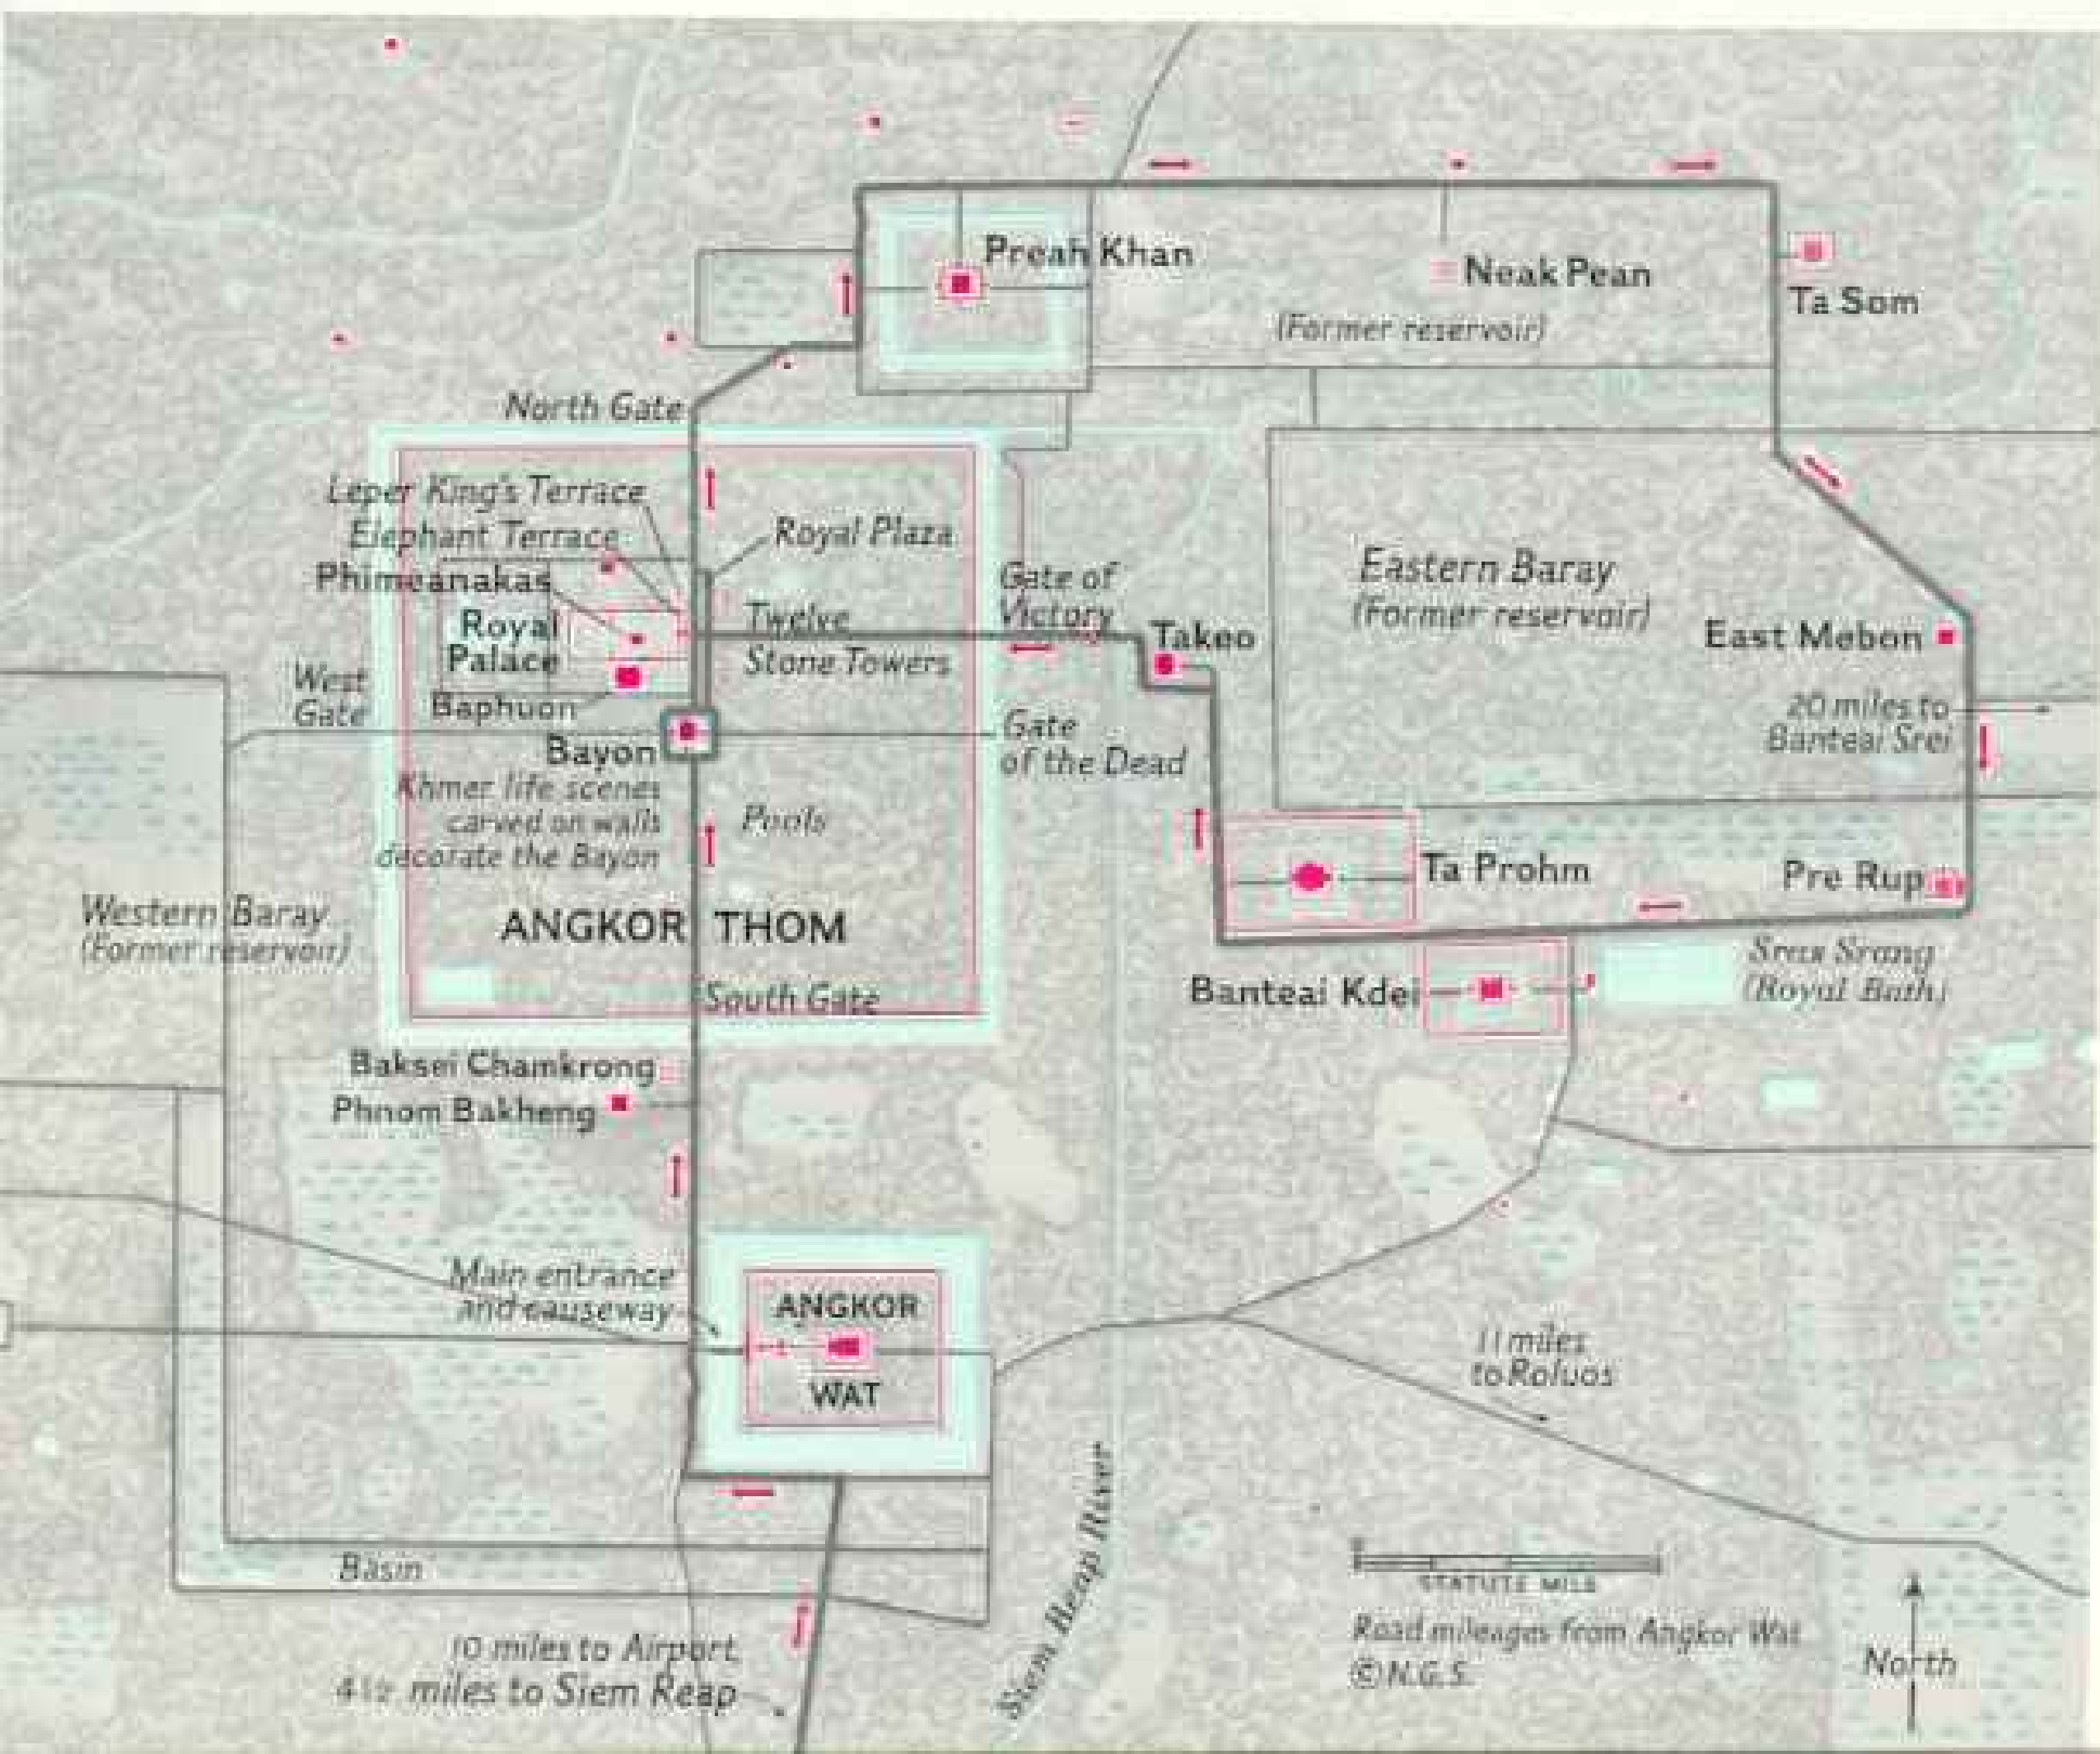 Preah Khan
Neak Pean
Ta Som
(Former reservoir)
North Gate
Leper King's Terrace
Elephant Terrace
Royal Plaza
Phimeanakas
Gate of
Victory
Eastern Baray
(Former reservoir)
Royal
Palace
Twelve
Stone Towers
Takeo
East Mebon
West
Gate
Baphuon
Bayon
Gate
of the Dead
20 miles to
Banteai Srei
Khmer life scenes
carved on walls
decorate the Bayon
Pools
Ta Prohm
Pre Rup
Western Baray
(Former reservoir)
ANGKOR THOM
South Gate
Banteai Kdei
Sras Srang
(Royal Bath)
Baksei Chamkrong
Phnom Bakheng
Main entrance
and causeway
ANGKOR
WAT
11 miles
to Roluos
Siem Reap River
Basin
0 1
STATUTE MILE
Road mileages from Angkor Wat
© N.G.S.
North
10 miles to Airport
4½ miles to Siem Reap